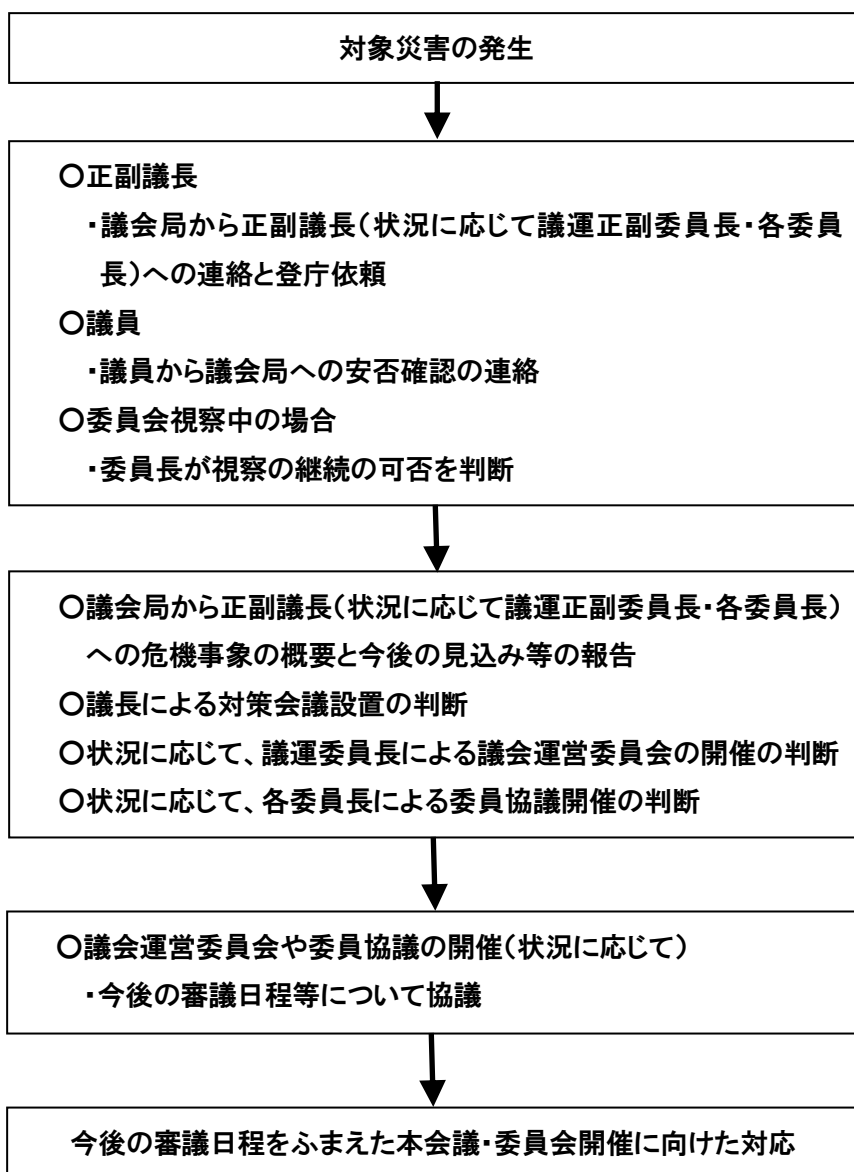 対象災害の発生
○正副議長
・議会局から正副議長（状況に応じて議運正副委員長・各委員
長）への連絡と登庁依頼
○議員
・議員から議会局への安否確認の連絡
○委員会視察中の場合
・委員長が視察の継続の可否を判断
○議会局から正副議長（状況に応じて議運正副委員長・各委員長）
への危機事象の概要と今後の見込み等の報告
○議長による対策会議設置の判断
○状況に応じて、議運委員長による議会運営委員会の開催の判断
○状況に応じて、各委員長による委員協議開催の判断
○議会運営委員会や委員協議の開催（状況に応じて）
・今後の審議日程等について協議
今後の審議日程をふまえた本会議・委員会開催に向けた対応